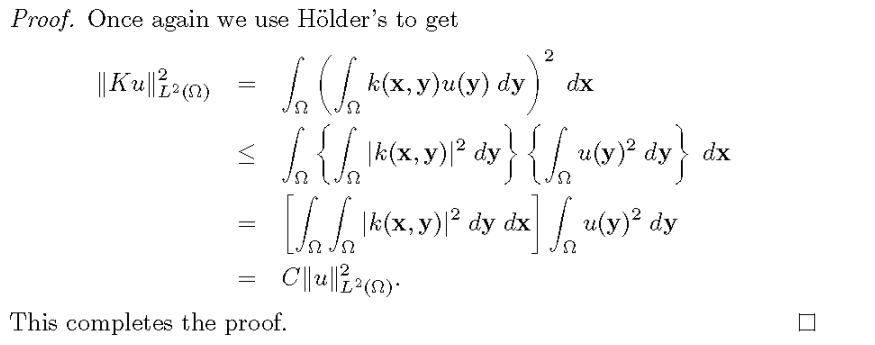 Proof. Once again we use Hölder's to get
‖Ku‖²_{L²(Ω)} = ∫_Ω (∫_Ω k(x, y)u(y) dy)² dx
≤ ∫_Ω {∫_Ω |k(x, y)|² dy} {∫_Ω u(y)² dy} dx
= [∫_Ω ∫_Ω |k(x, y)|² dy dx] ∫_Ω u(y)² dy
= C‖u‖²_{L²(Ω)}.
This completes the proof. □